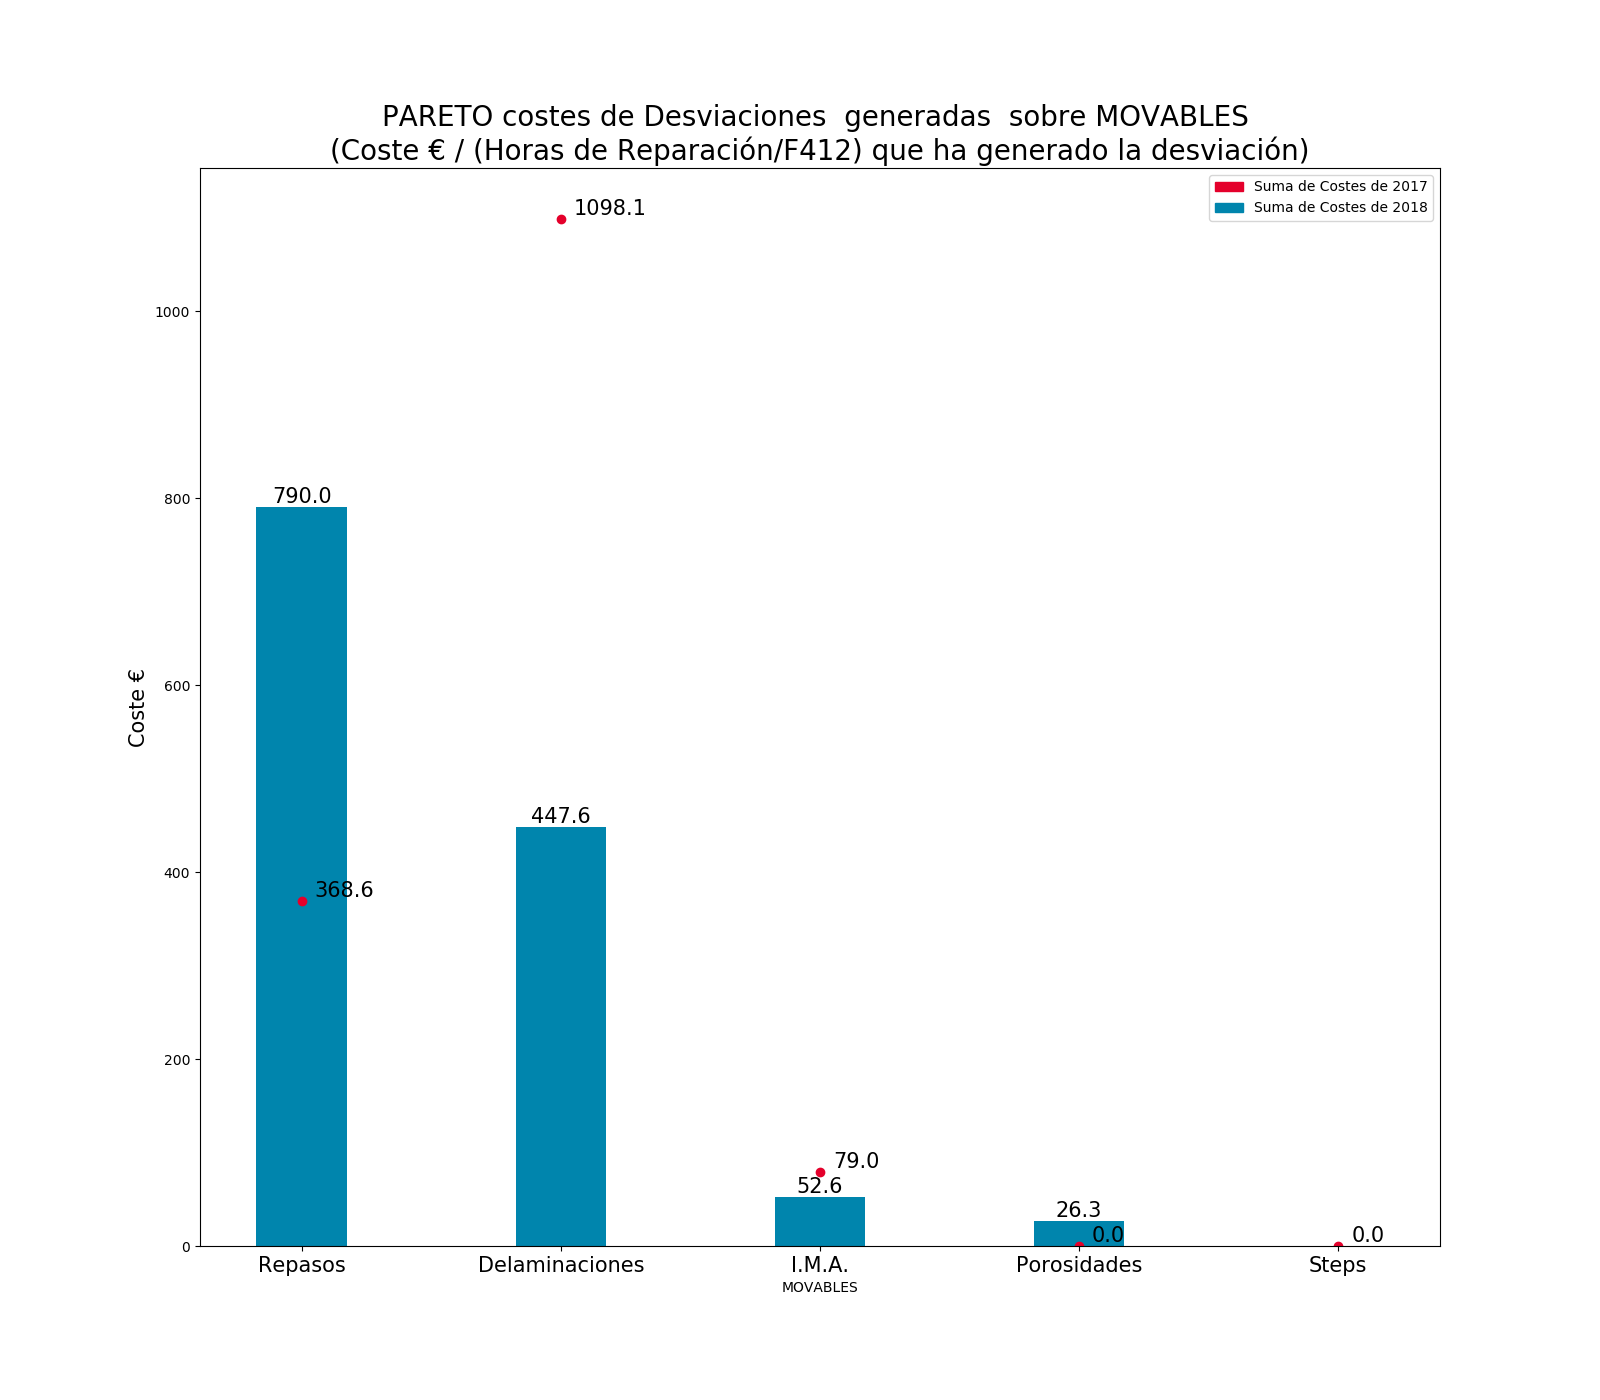 PARETO costes de Desviaciones  generadas  sobre MOVABLES
(Coste € / (Horas de Reparación/F412) que ha generado la desviación)
Suma de Costes de 2017
Suma de Costes de 2018
1098.1
1000
800
790.0
Coste €
600
447.6
400
368.6
200
79.0
52.6
26.3
0.0
0.0
0
Repasos
Delaminaciones
I.M.A.
Porosidades
Steps
MOVABLES